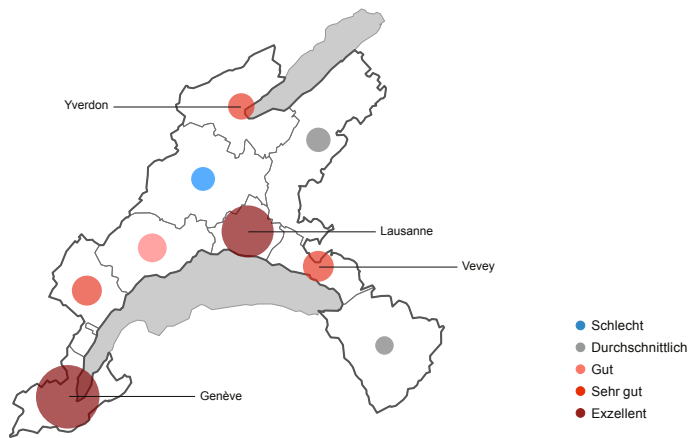 Yverdon
Lausanne
Vevey
Genève
Schlecht
Durchschnittlich
Gut
Sehr gut
Exzellent